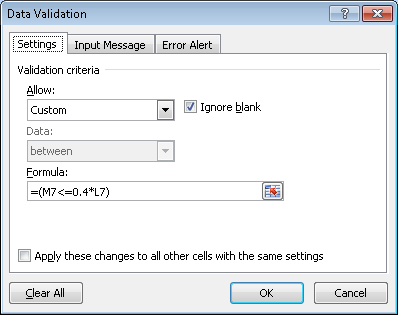 Data Validation
Settings Input Message Error Alert
Validation criteria
Allow:
Custom Ignore blank
Data:
between
Formula:
=(M7<=0.4*L7)
Apply these changes to all other cells with the same settings
Clear All OK Cancel